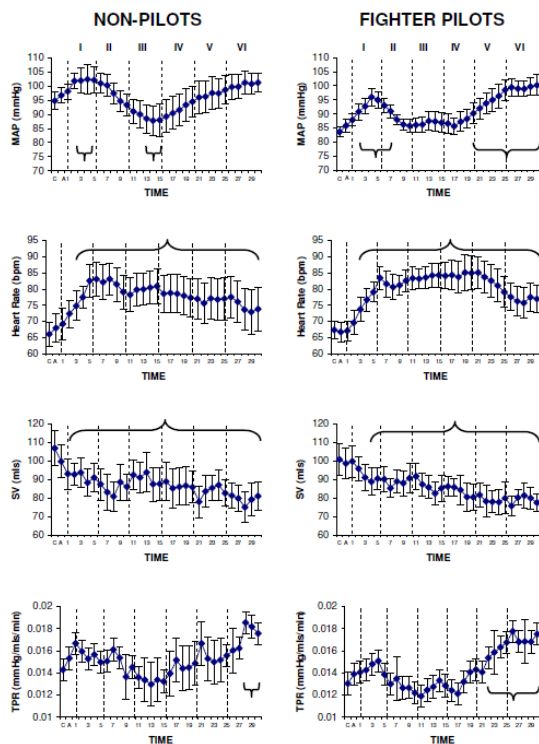 NON-PILOTS
I II III IV V VI
MAP (mmHg)
110
105
100
95
90
85
80
75
70
C A 1 3 5 7 9 11 13 15 17 19 21 23 25 27 29
TIME
FIGHTER PILOTS
I II III IV V VI
MAP (mmHg)
110
105
100
95
90
85
80
75
70
C A 1 3 5 7 9 11 13 15 17 19 21 23 25 27 29
TIME
Heart Rate (bpm)
95
90
85
80
75
70
65
60
C A 1 3 5 7 9 11 13 15 17 19 21 23 25 27 29
TIME
Heart Rate (bpm)
95
90
85
80
75
70
65
60
C A 1 3 5 7 9 11 13 15 17 19 21 23 25 27 29
TIME
SV (mls)
120
110
100
90
80
70
60
C A 1 3 5 7 9 11 13 15 17 19 21 23 25 27 29
TIME
SV (mls)
120
110
100
90
80
70
60
C A 1 3 5 7 9 11 13 15 17 19 21 23 25 27 29
TIME
TPR (mmHg/mls/min)
0.02
0.018
0.016
0.014
0.012
0.01
C A 1 3 5 7 9 11 13 15 17 19 21 23 25 27 29
TIME
TPR (mmHg/mls/min)
0.02
0.018
0.016
0.014
0.012
0.01
C A 1 3 5 7 9 11 13 15 17 19 21 23 25 27 29
TIME